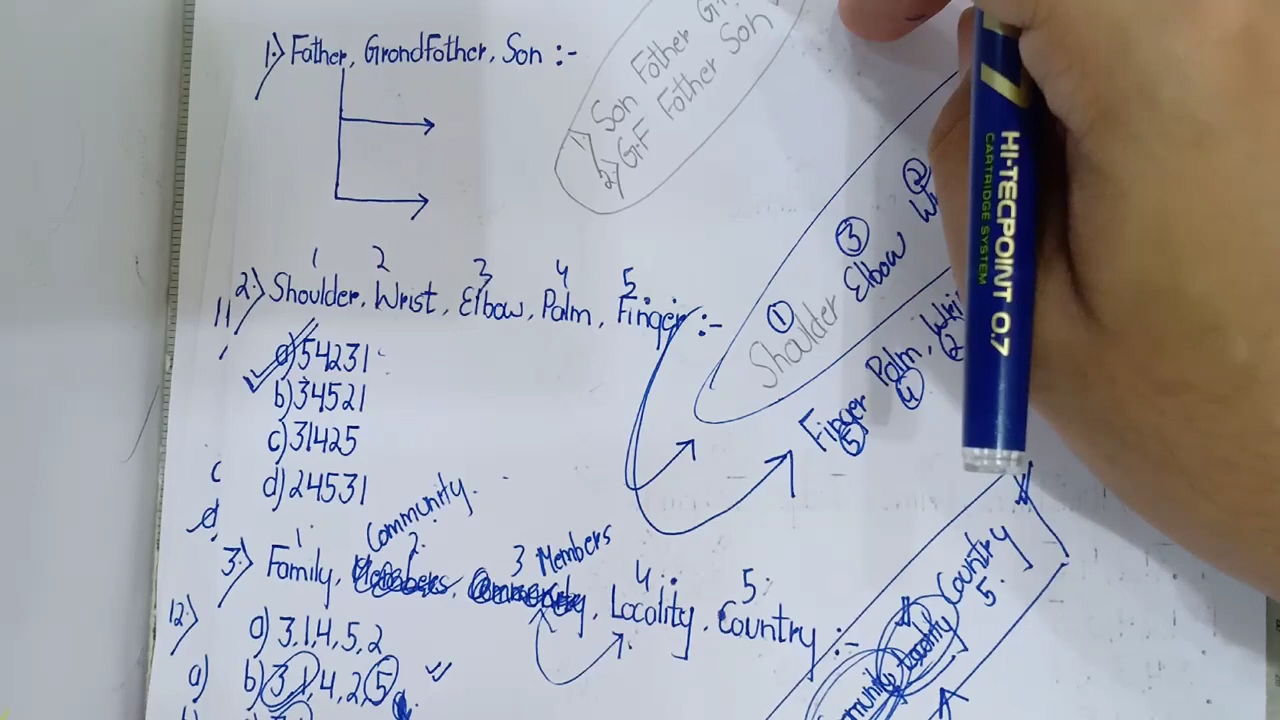 1.) Father, Grandfather, Son :-
1) Son Father G.F
2) G.F Father Son
1 2 3 4 5
2.) Shoulder, Wrist, Elbow, Palm, Finger :-
11)
a) 54231
b) 34521
c) 31425
d) 24531
① ③ ②
Shoulder Elbow
Finger Palm,
⑤ ④ 2
Community.
Members
1 2. 3 4 5
3.) Family, Locality, Country :-
12.)
a) 3,1,4,5,2
a) b) 3,1,4,2,5
Locality Country
5
HI-TECPOINT 0.7
CARTRIDGE SYSTEM